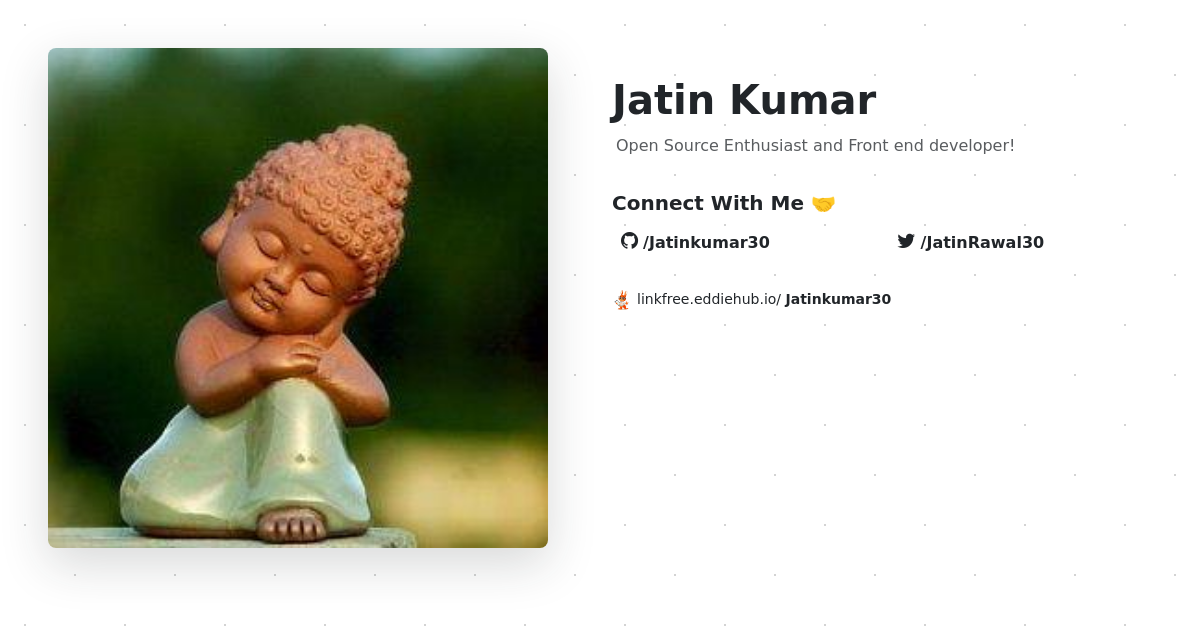 Jatin Kumar
Open Source Enthusiast and Front end developer!
Connect With Me 🤝
/Jatinkumar30 /JatinRawal30
linkfree.eddiehub.io/ Jatinkumar30